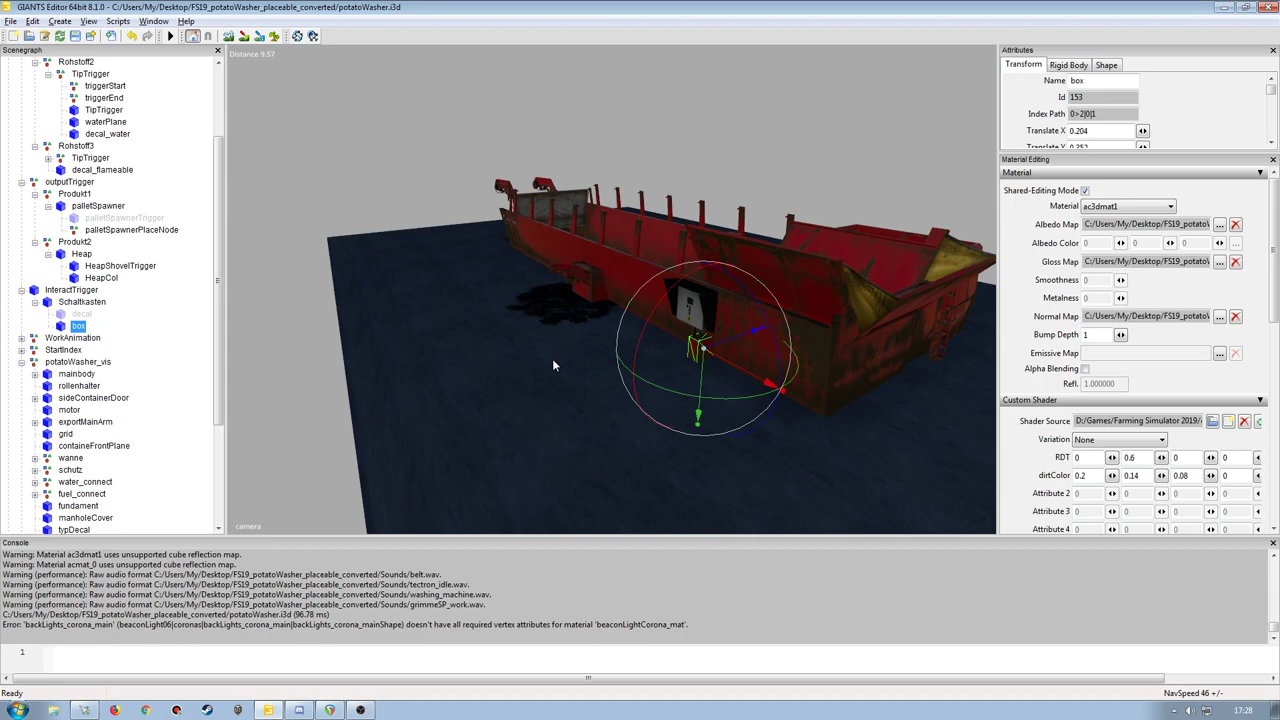 GIANTS Editor 64bit 8.1.0 - C:/Users/My/Desktop/FS19_potatoWasher_placeable_converted/potatoWasher.i3d
File Edit Create View Scripts Window Help
Scenegraph
Rohstoff2
TipTrigger
triggerStart
triggerEnd
TipTrigger
waterPlane
decal_water
Rohstoff3
TipTrigger
decal_flameable
outputTrigger
Produkt1
palletSpawner
palletSpawnerTrigger
palletSpawnerPlaceNode
Produkt2
Heap
HeapShovelTrigger
HeapCol
InteractTrigger
Schaltkasten
decal
box
WorkAnimation
StartIndex
potatoWasher_vis
mainbody
rollenhalter
sideContainerDoor
motor
exportMainArm
grid
containeFrontPlane
wanne
schutz
water_connect
fuel_connect
fundament
manholeCover
typDecal
Distance 9.57
camera
Attributes
Transform Rigid Body Shape
Name box
Id 153
Index Path 0>2|0|1
Translate X 0.204
Translate Y 0.352
Material Editing
Material
Shared-Editing Mode
Material ac3dmat1
Albedo Map C:/Users/My/Desktop/FS19_potato\ ...
Albedo Color 0 0 0 ...
Gloss Map C:/Users/My/Desktop/FS19_potato\ ...
Smoothness 0
Metalness 0
Normal Map C:/Users/My/Desktop/FS19_potato\ ...
Bump Depth 1
Emissive Map ...
Alpha Blending
Refl. 1.000000
Custom Shader
Shader Source D:/Games/Farming Simulator 2019/
Variation None
RDT 0 0.6 0 0
dirtColor 0.2 0.14 0.08 0
Attribute 2 0 0 0 0
Attribute 3 0 0 0 0
Attribute 4 0 0 0 0
Console
Warning: Material ac3dmat1 uses unsupported cube reflection map.
Warning: Material acmat_0 uses unsupported cube reflection map.
Warning (performance): Raw audio format C:/Users/My/Desktop/FS19_potatoWasher_placeable_converted/Sounds/belt.wav.
Warning (performance): Raw audio format C:/Users/My/Desktop/FS19_potatoWasher_placeable_converted/Sounds/tectron_idle.wav.
Warning (performance): Raw audio format C:/Users/My/Desktop/FS19_potatoWasher_placeable_converted/Sounds/washing_machine.wav.
Warning (performance): Raw audio format C:/Users/My/Desktop/FS19_potatoWasher_placeable_converted/Sounds/grimmeSP_work.wav.
C:/Users/My/Desktop/FS19_potatoWasher_placeable_converted/potatoWasher.i3d (96.78 ms)
Error: 'backLights_corona_main' (beaconLight06|coronas|backLights_corona_main|backLights_corona_mainShape) doesn't have all required vertex attributes for material 'beaconLightCorona_mat'.
1
Ready
NavSpeed 46 +/-
17:28